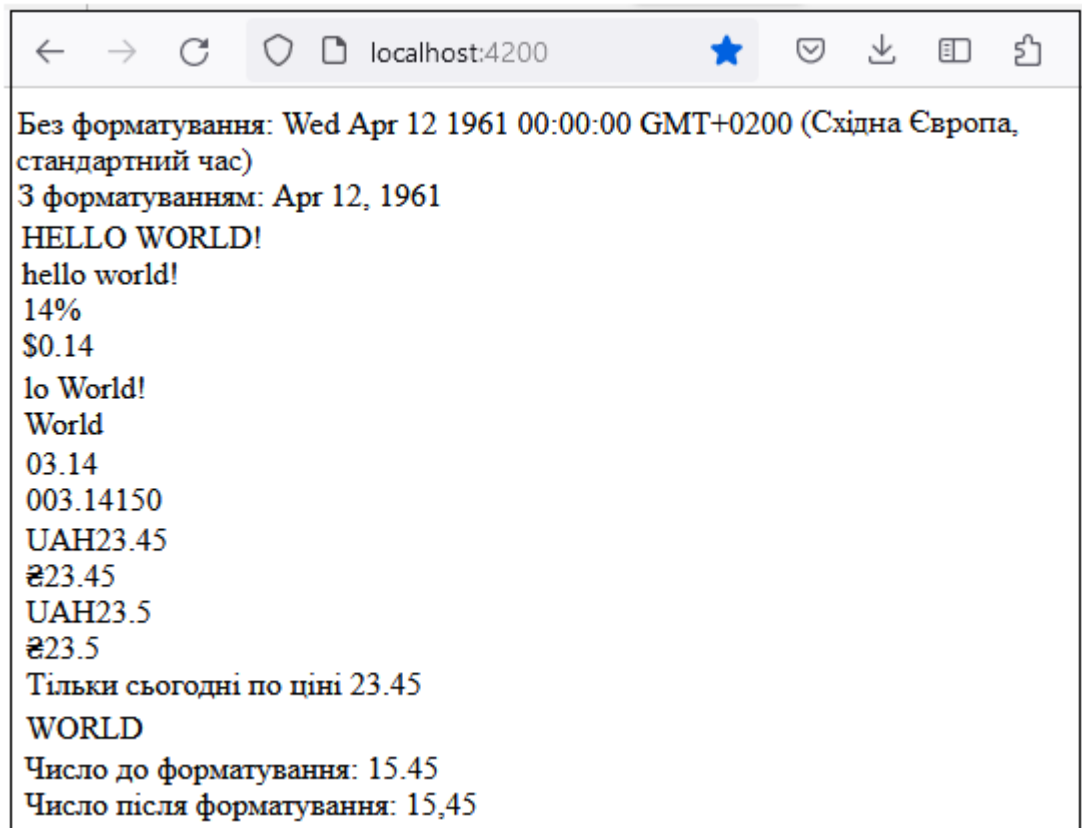 localhost:4200
Без форматування: Wed Apr 12 1961 00:00:00 GMT+0200 (Східна Європа,
стандартний час)
З форматуванням: Apr 12, 1961
HELLO WORLD!
hello world!
14%
$0.14
lo World!
World
03.14
003.14150
UAH23.45
₴23.45
UAH23.5
₴23.5
Тільки сьогодні по ціні 23.45
WORLD
Число до форматування: 15.45
Число після форматування: 15,45